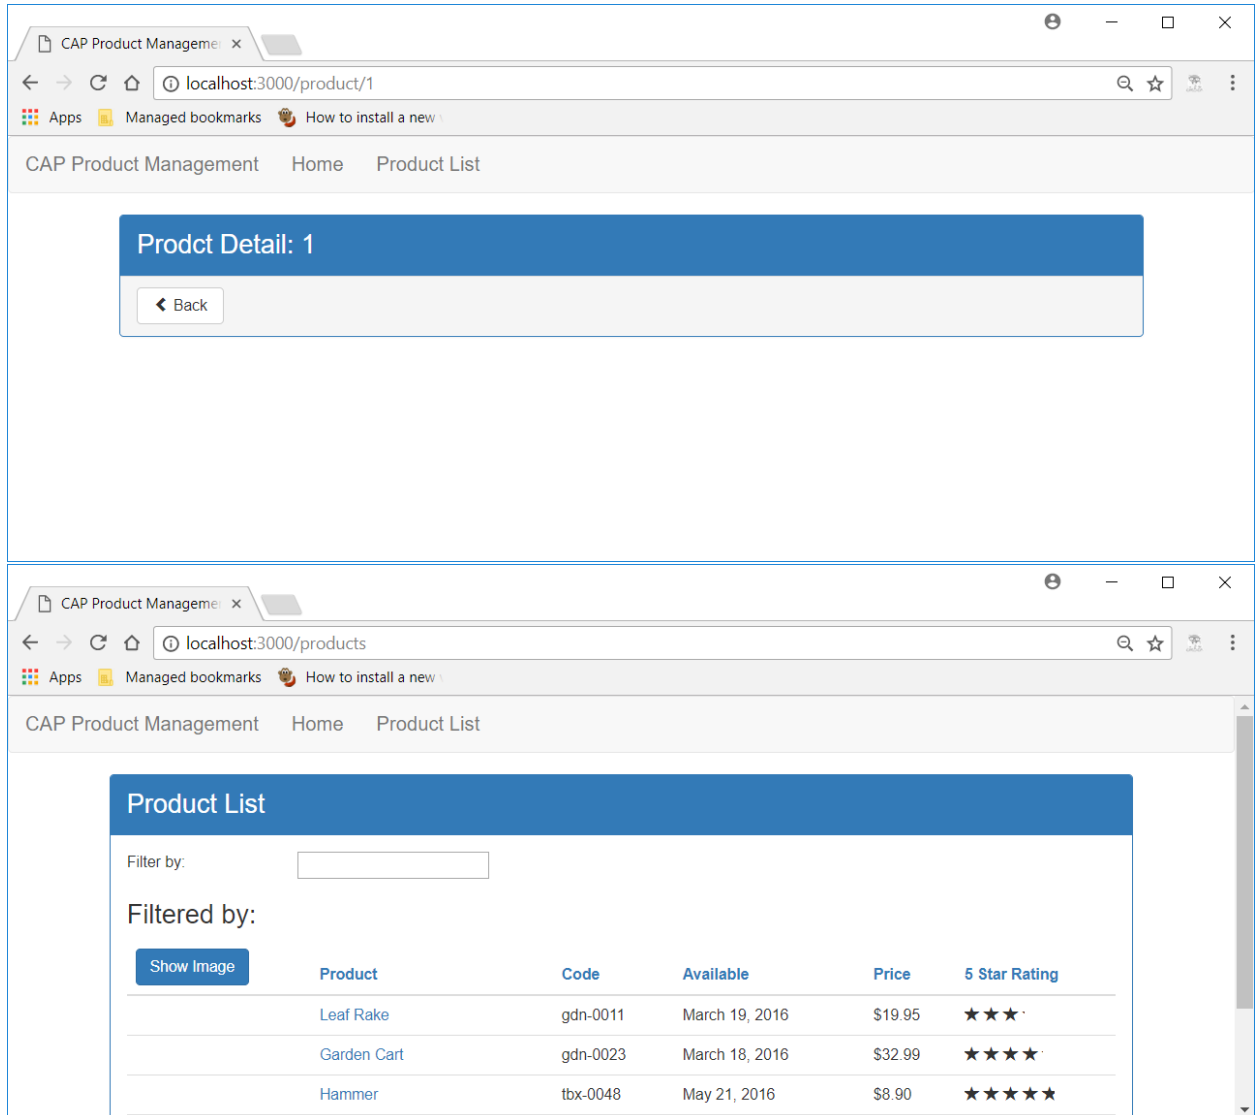 CAP Product Manageme
localhost:3000/product/1
Apps Managed bookmarks How to install a new
CAP Product Management Home Product List
Prodct Detail: 1
Back
CAP Product Manageme
localhost:3000/products
Apps Managed bookmarks How to install a new
CAP Product Management Home Product List
Product List
Filter by:
Filtered by:
Show Image Product Code Available Price 5 Star Rating
Leaf Rake gdn-0011 March 19, 2016 $19.95
Garden Cart gdn-0023 March 18, 2016 $32.99
Hammer tbx-0048 May 21, 2016 $8.90